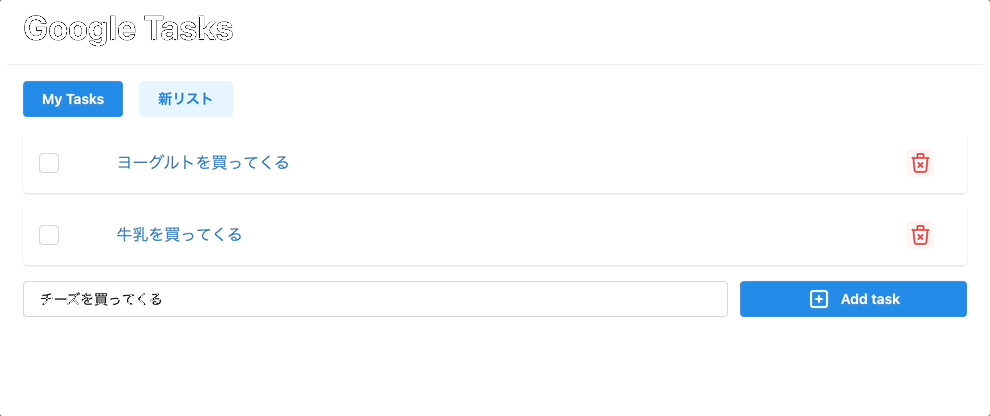 Google Tasks
My Tasks 新リスト
ヨーグルトを買ってくる
牛乳を買ってくる
チーズを買ってくる Add task